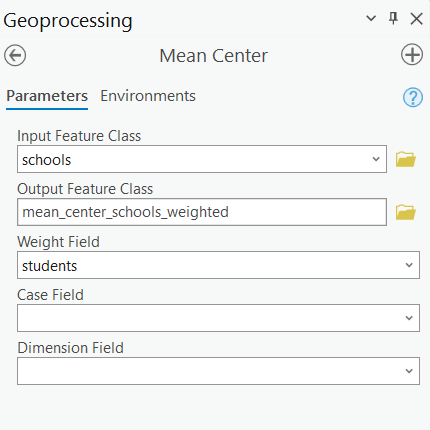 Geoprocessing
Mean Center
Parameters Environments
?
Input Feature Class
schools
Output Feature Class
mean_center_schools_weighted
Weight Field
students
Case Field
Dimension Field